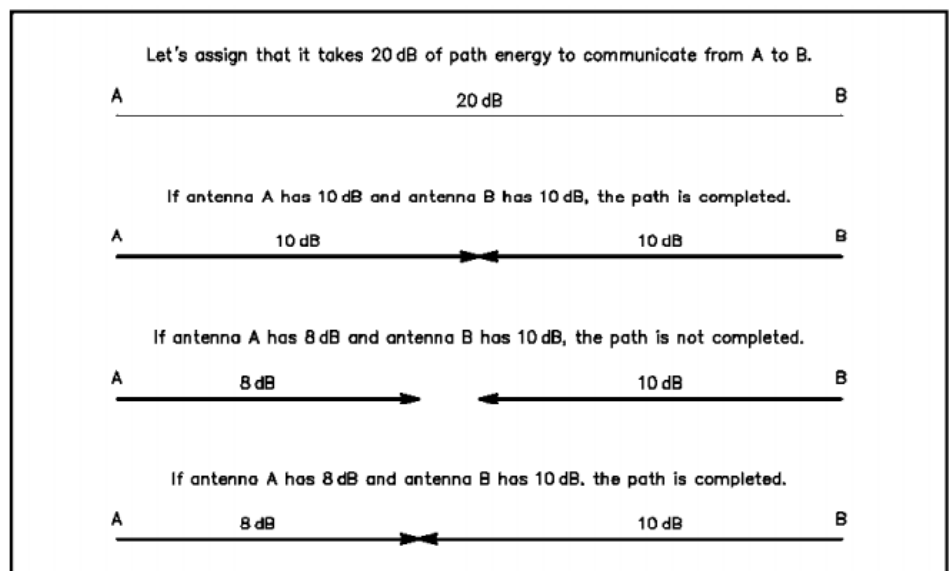 Let's assign that it takes 20 dB of path energy to communicate from A to B.
A 20 dB B
If antenna A has 10 dB and antenna B has 10 dB, the path is completed.
A 10 dB 10 dB B
If antenna A has 8 dB and antenna B has 10 dB, the path is not completed.
A 8 dB 10 dB B
If antenna A has 8 dB and antenna B has 10 dB. the path is completed.
A 8 dB 10 dB B